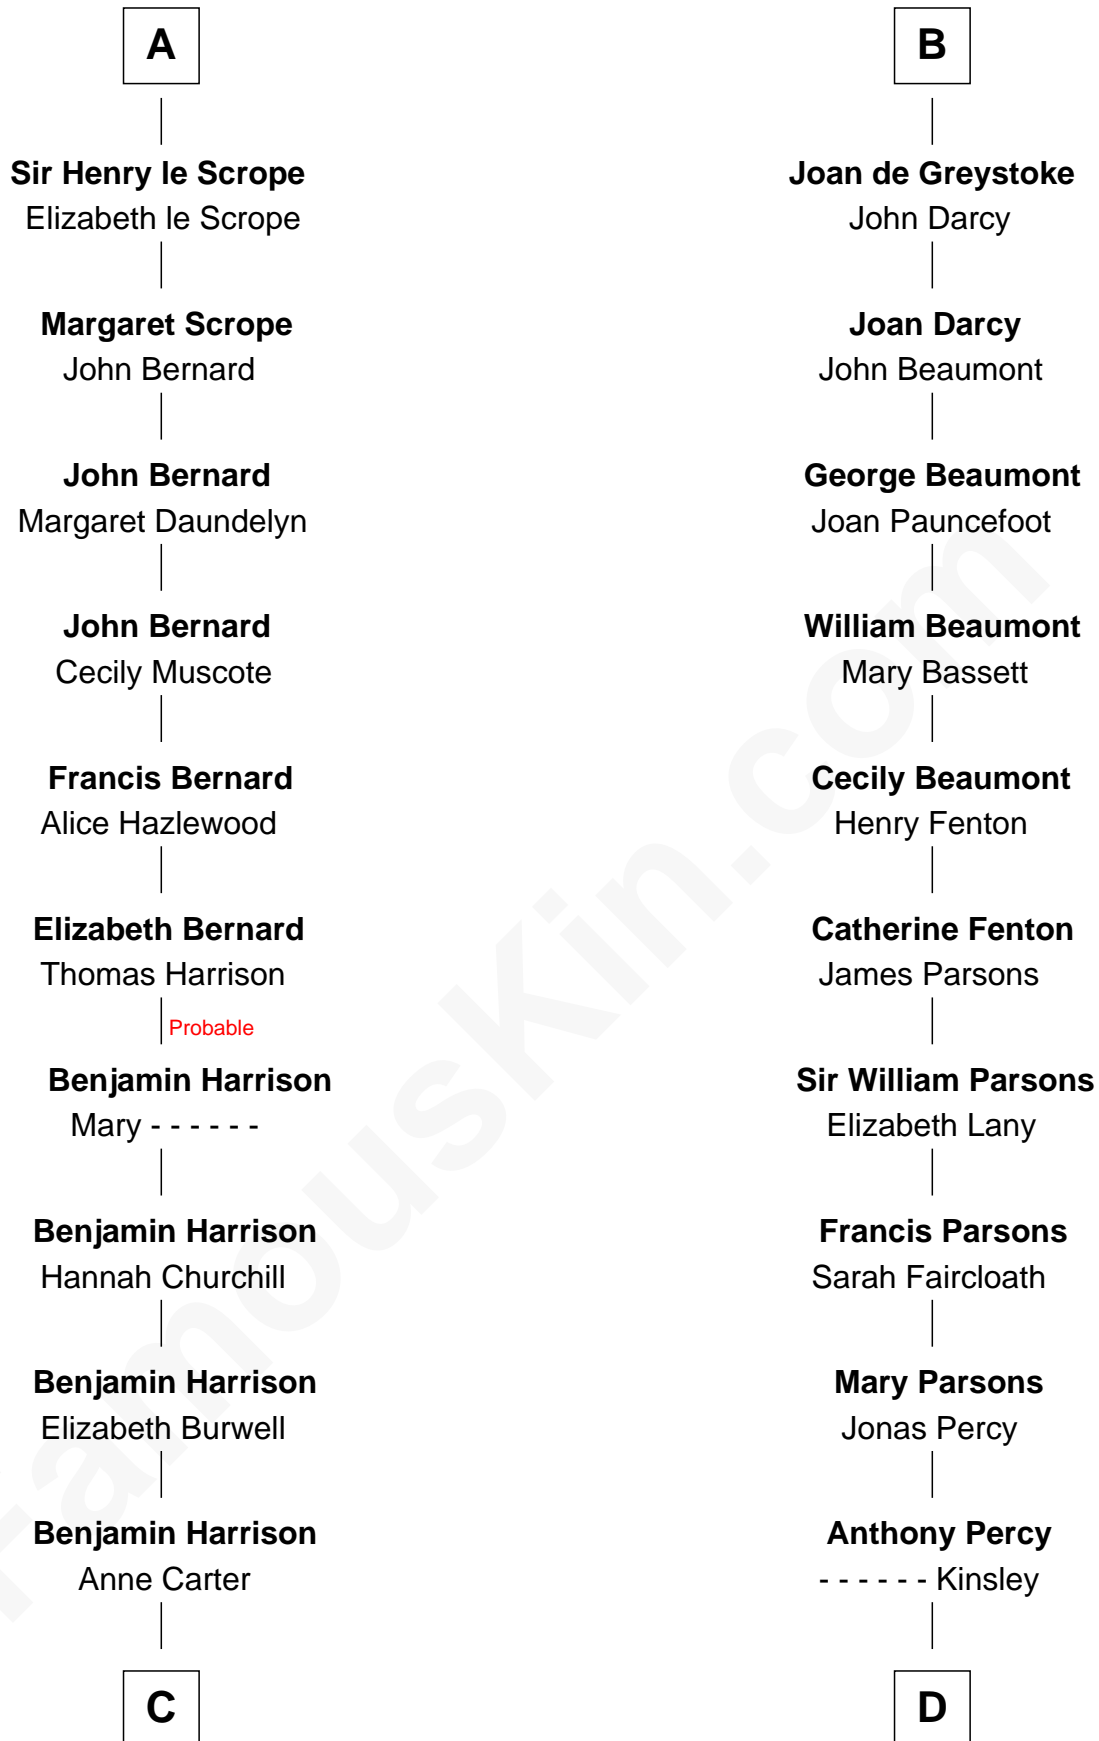 A
Sir Henry le Scrope
Elizabeth le Scrope
Margaret Scrope
John Bernard
John Bernard
Margaret Daundelyn
John Bernard
Cecily Muscote
Francis Bernard
Alice Hazlewood
Elizabeth Bernard
Thomas Harrison
Probable
Benjamin Harrison
Mary - - - - - -
Benjamin Harrison
Hannah Churchill
Benjamin Harrison
Elizabeth Burwell
Benjamin Harrison
Anne Carter
C
B
Joan de Greystoke
John Darcy
Joan Darcy
John Beaumont
George Beaumont
Joan Pauncefoot
William Beaumont
Mary Bassett
Cecily Beaumont
Henry Fenton
Catherine Fenton
James Parsons
Sir William Parsons
Elizabeth Lany
Francis Parsons
Sarah Faircloath
Mary Parsons
Jonas Percy
Anthony Percy
- - - - - - Kinsley
D
FamousKin.com